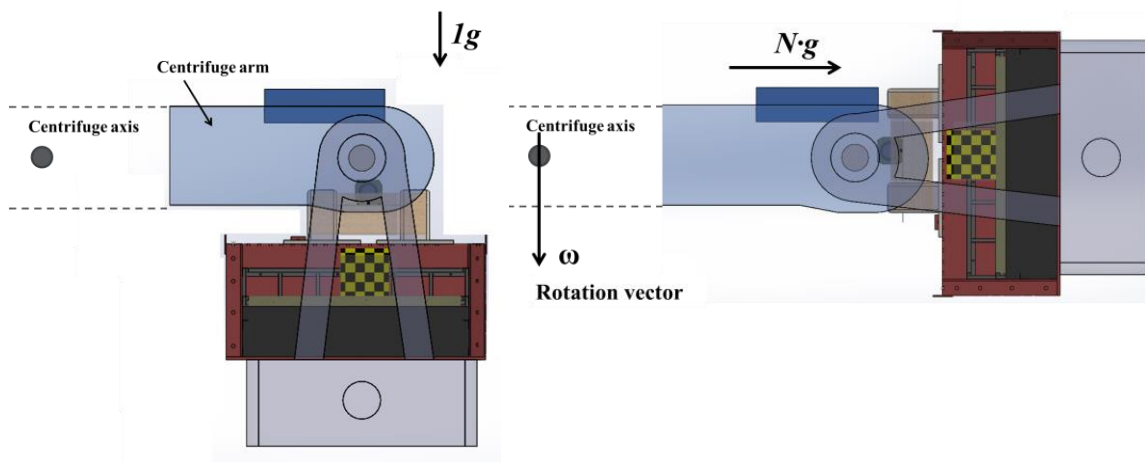 1g
Centrifuge arm
Centrifuge axis
N·g
Centrifuge axis
ω
Rotation vector